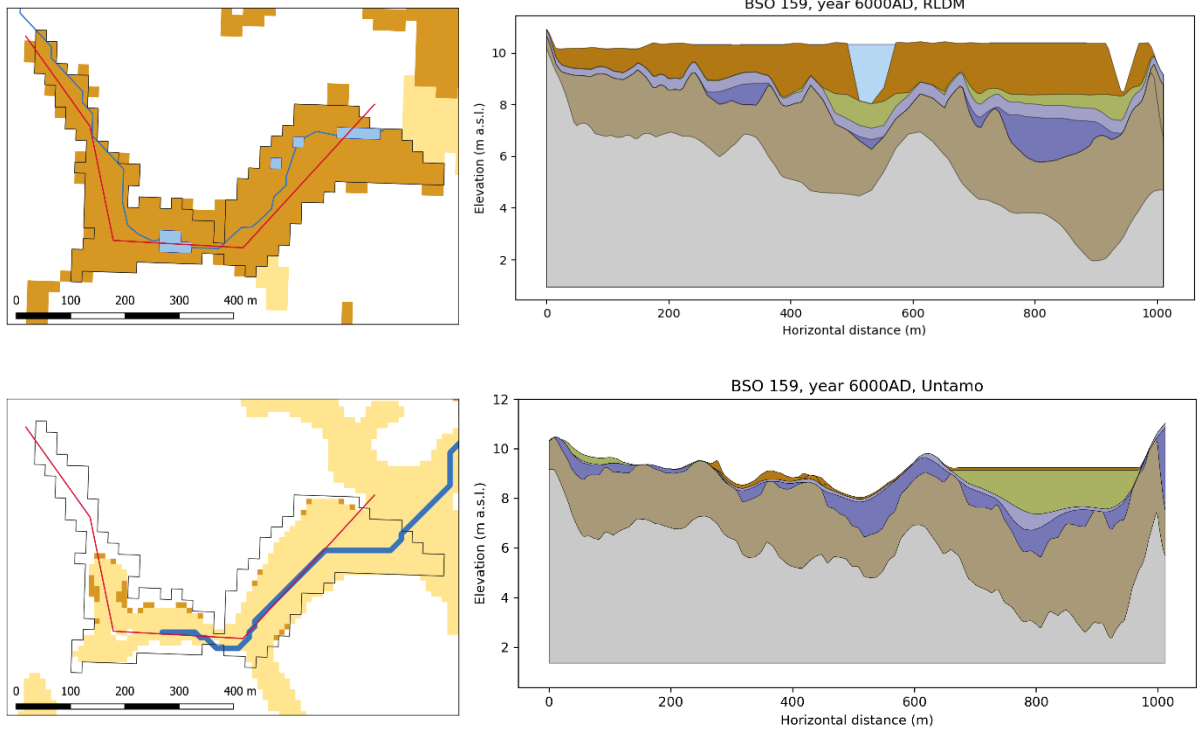 BSO 159, year 6000AD, RLDM
10
8
6
4
2
Elevation (m a.s.l.)
0 200 400 600 800 1000
Horizontal distance (m)
0 100 200 300 400 m
BSO 159, year 6000AD, Untamo
12
10
8
6
4
2
Elevation (m a.s.l.)
0 200 400 600 800 1000
Horizontal distance (m)
0 100 200 300 400 m